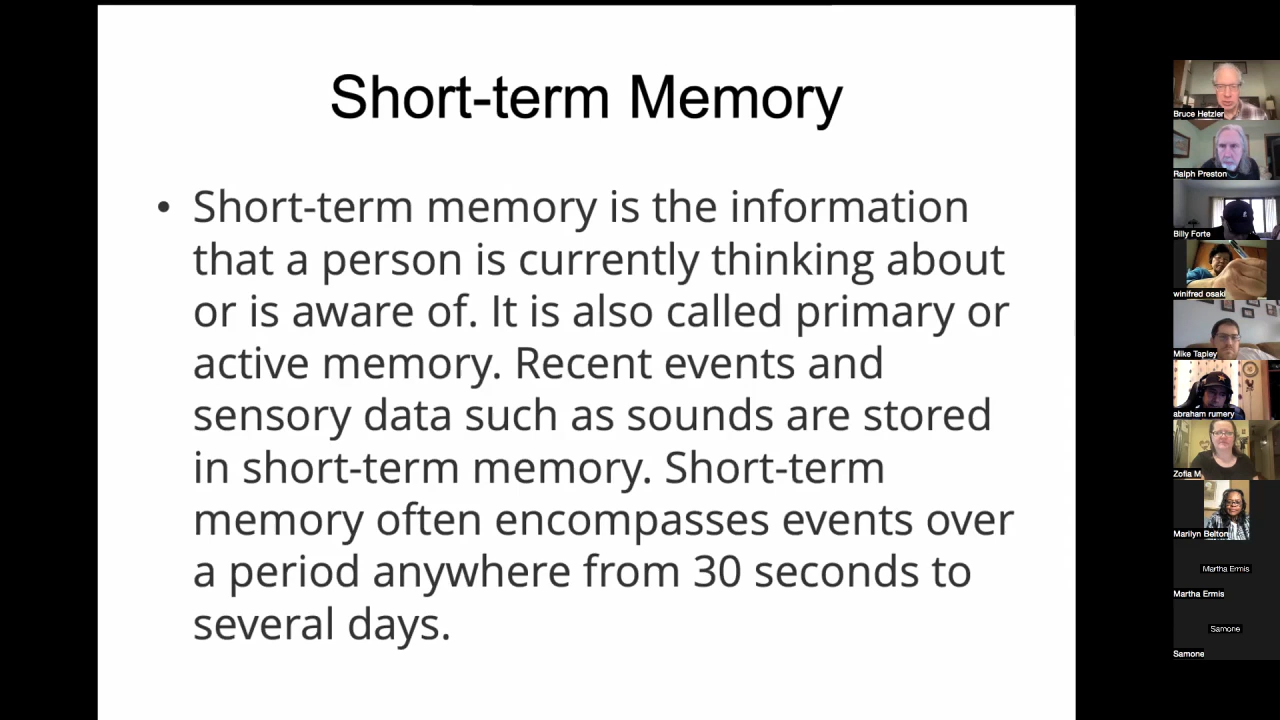 Short-term Memory
• Short-term memory is the information
that a person is currently thinking about
or is aware of. It is also called primary or
active memory. Recent events and
sensory data such as sounds are stored
in short-term memory. Short-term
memory often encompasses events over
a period anywhere from 30 seconds to
several days.
Bruce Hetzler
Ralph Preston
Billy Forte
winifred osaki
Mike Tapley
abraham rumery
Zofia M
Marilyn Belton
Martha Ermis
Martha Ermis
Samone
Samone